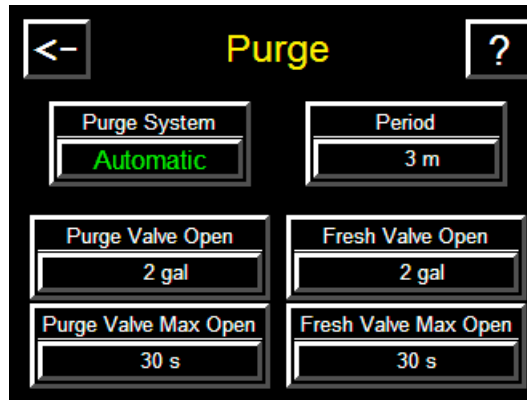 <- Purge ?
Purge System Period
Automatic 3 m
Purge Valve Open Fresh Valve Open
2 gal 2 gal
Purge Valve Max Open Fresh Valve Max Open
30 s 30 s